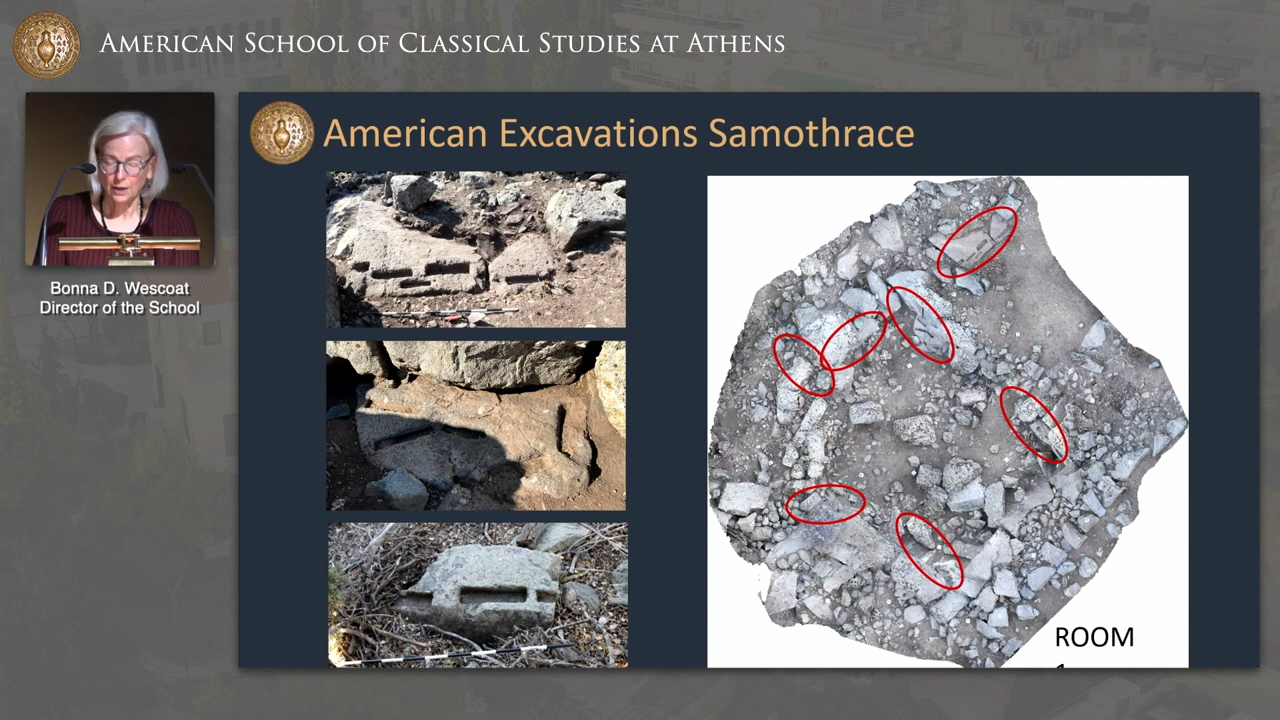 AMERICAN SCHOOL OF CLASSICAL STUDIES AT ATHENS
American Excavations Samothrace
Bonna D. Wescoat
Director of the School
ROOM